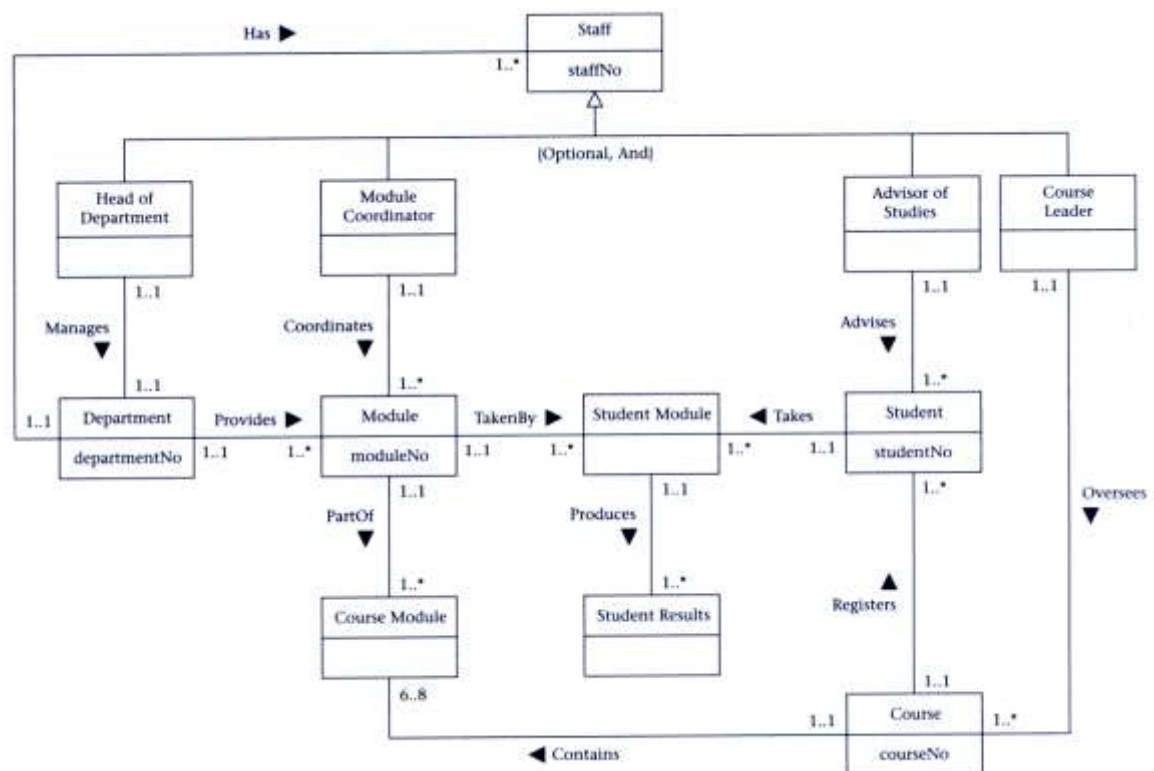 Has ▶
Staff
1..*
staffNo
{Optional, And}
Head of
Department
Module
Coordinator
Advisor of
Studies
Course
Leader
1..1
1..1
1..1
1..1
Manages
▼
Coordinates
▼
Advises
▼
1..1
1..*
1..*
1..1
Department
Provides ▶
Module
TakenBy ▶
Student Module
◀ Takes
Student
departmentNo
1..1
1..*
moduleNo
1..1
1..*
1..*
1..1
studentNo
1..1
1..1
1..*
Oversees
▼
PartOf
▼
Produces
▼
1..*
1..*
▲
Registers
Course Module
Student Results
6..8
1..1
1..1
Course
1..*
◀ Contains
courseNo